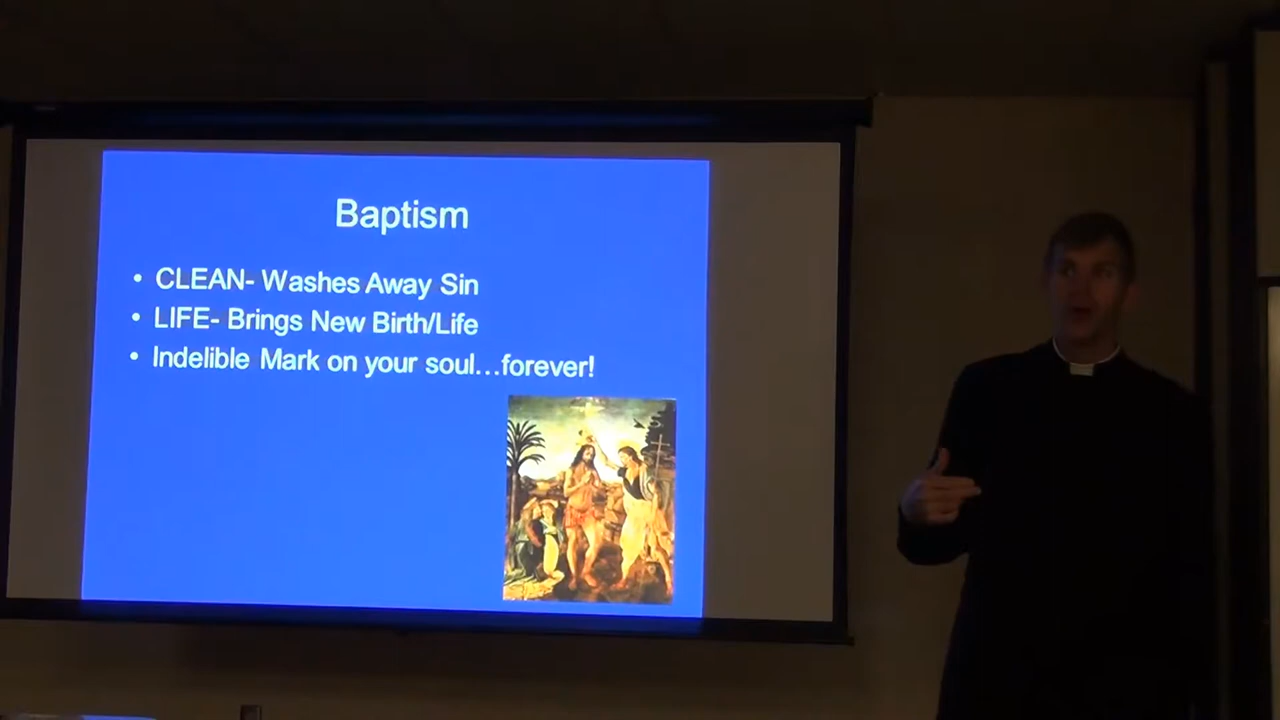 Baptism
• CLEAN- Washes Away Sin
• LIFE- Brings New Birth/Life
• Indelible Mark on your soul...forever!